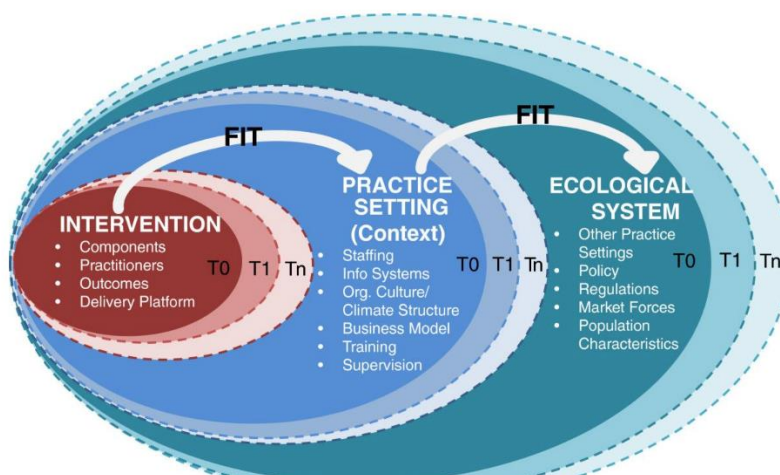 FIT
FIT
INTERVENTION
• Components
• Practitioners
• Outcomes
• Delivery Platform
T0
T1
Tn
PRACTICE
SETTING
(Context)
• Staffing
• Info Systems
• Org. Culture/
Climate Structure
• Business Model
• Training
• Supervision
T0
T1
Tn
ECOLOGICAL
SYSTEM
• Other Practice
Settings
• Policy
• Regulations
• Market Forces
• Population
Characteristics
T0
T1
Tn